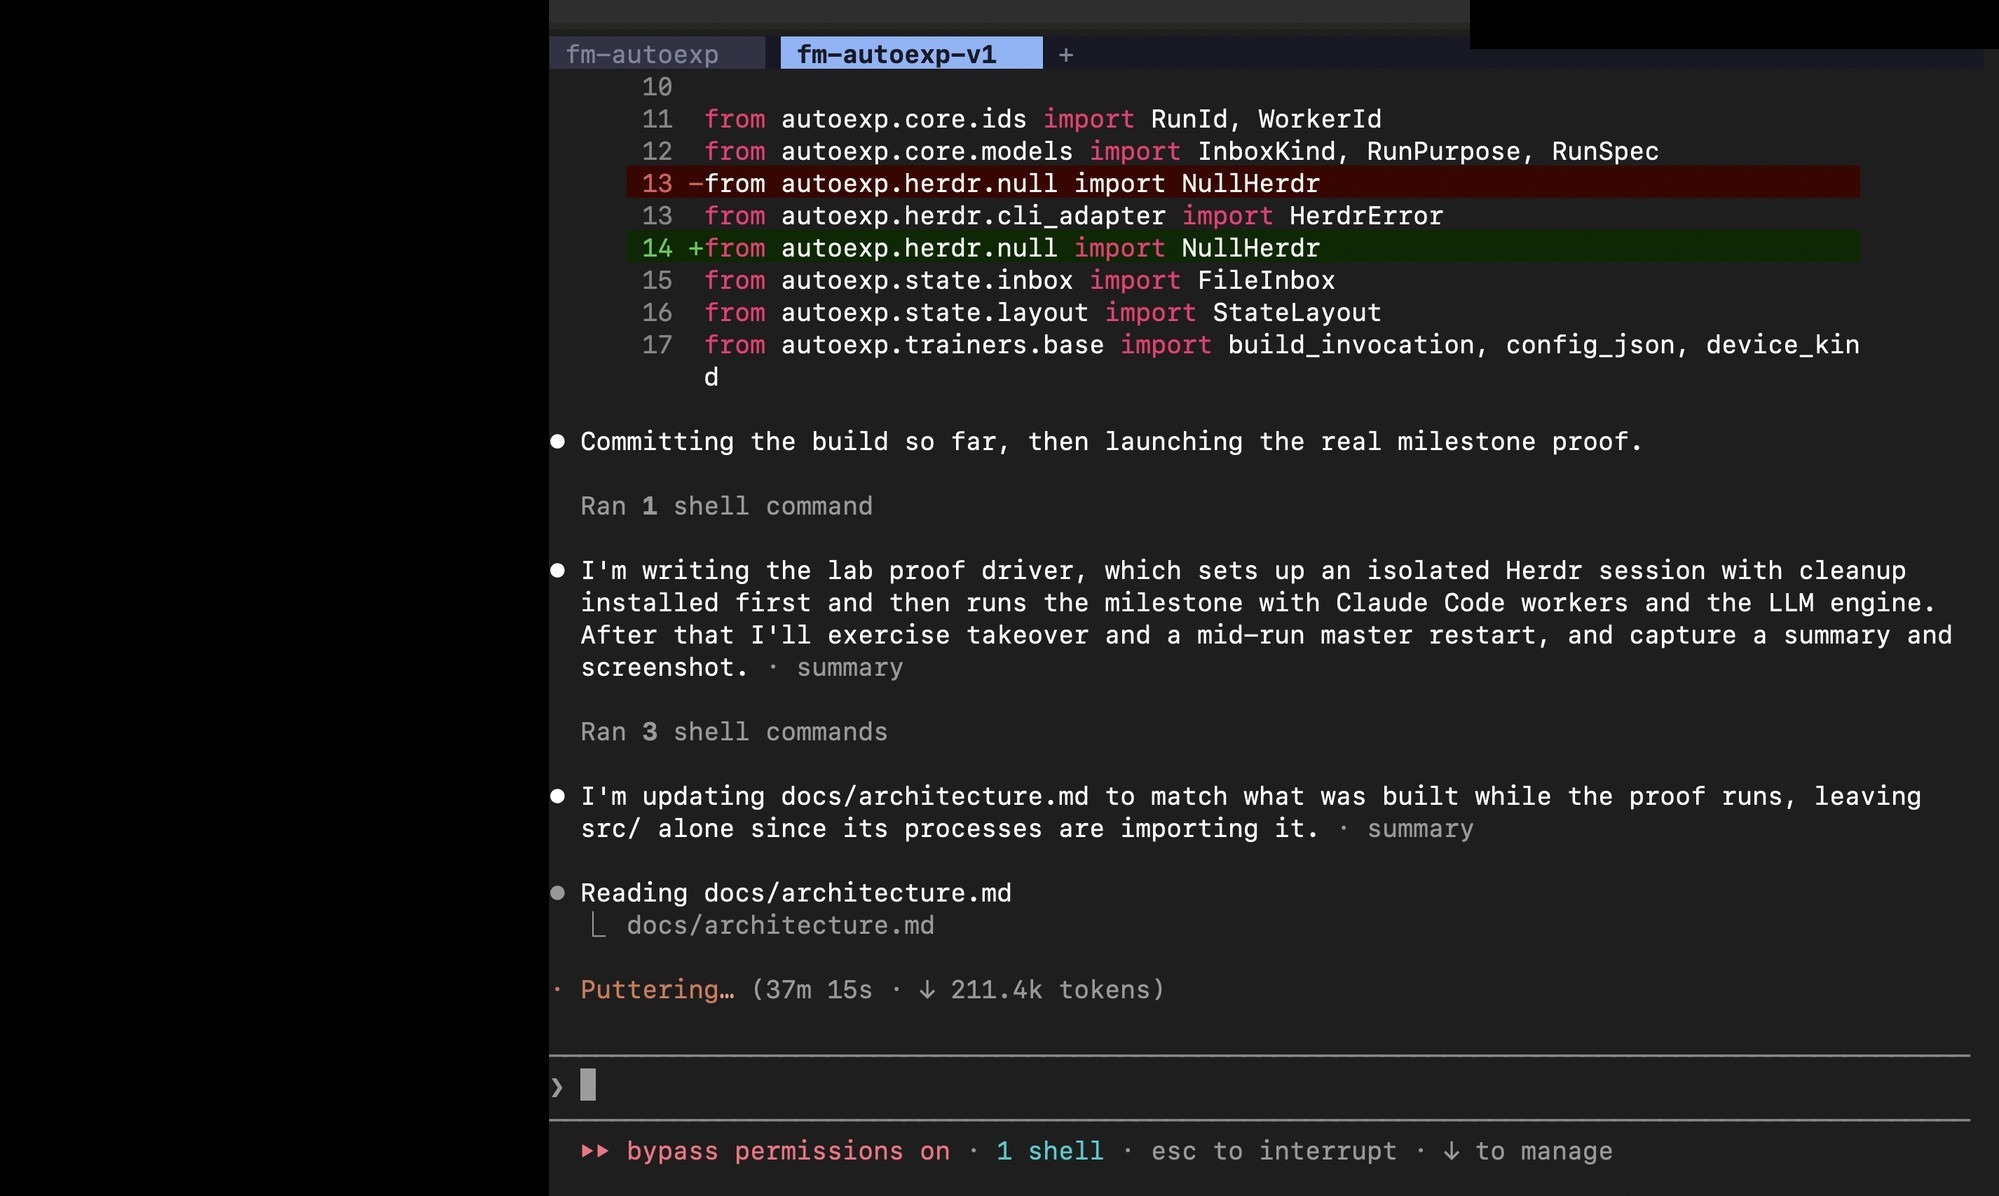 fm-autoexp fm-autoexp-v1 +
10
11 from autoexp.core.ids import RunId, WorkerId
12 from autoexp.core.models import InboxKind, RunPurpose, RunSpec
13 -from autoexp.herdr.null import NullHerdr
13 from autoexp.herdr.cli_adapter import HerdrError
14 +from autoexp.herdr.null import NullHerdr
15 from autoexp.state.inbox import FileInbox
16 from autoexp.state.layout import StateLayout
17 from autoexp.trainers.base import build_invocation, config_json, device_kin
d
● Committing the build so far, then launching the real milestone proof.
Ran 1 shell command
● I'm writing the lab proof driver, which sets up an isolated Herdr session with cleanup
installed first and then runs the milestone with Claude Code workers and the LLM engine.
After that I'll exercise takeover and a mid-run master restart, and capture a summary and
screenshot. · summary
Ran 3 shell commands
● I'm updating docs/architecture.md to match what was built while the proof runs, leaving
src/ alone since its processes are importing it. · summary
● Reading docs/architecture.md
⎿ docs/architecture.md
· Puttering… (37m 15s · ↓ 211.4k tokens)
❯
⏵⏵ bypass permissions on · 1 shell · esc to interrupt · ↓ to manage